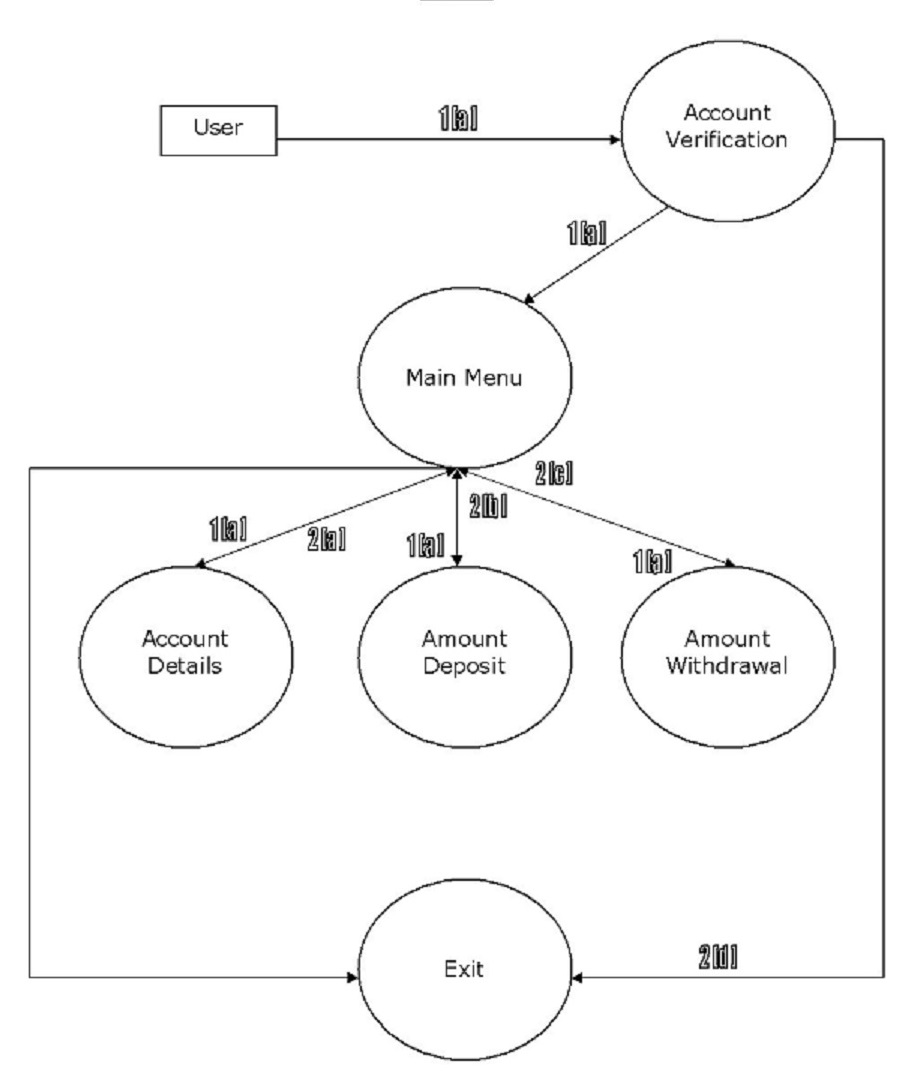 1[a]
User
Account
Verification
1[a]
Main Menu
2[c]
2[b]
1[a]
2[a]
1[a]
1[a]
Account
Details
Amount
Deposit
Amount
Withdrawal
2[d]
Exit